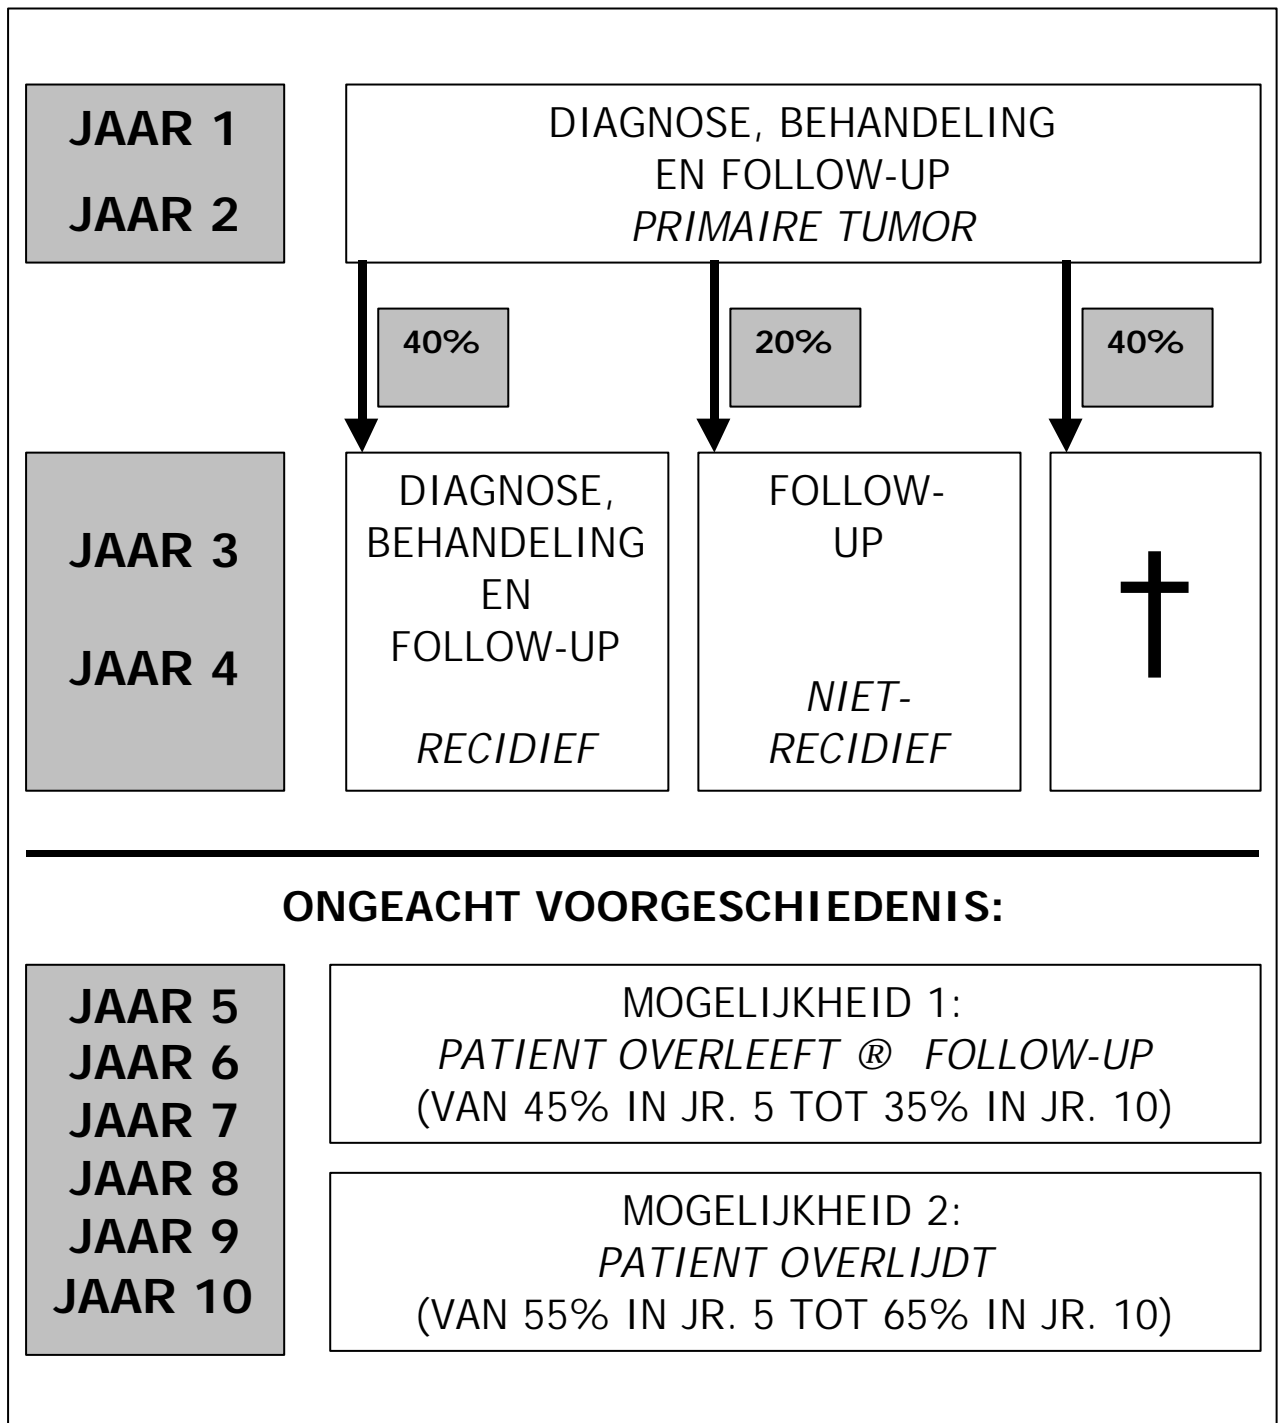 JAAR 1
JAAR 2
DIAGNOSE, BEHANDELING
EN FOLLOW-UP
PRIMAIRE TUMOR
40%
20%
40%
JAAR 3
JAAR 4
DIAGNOSE,
BEHANDELING
EN
FOLLOW-UP
RECIDIEF
FOLLOW-
UP
NIET-
RECIDIEF
†
ONGEACHT VOORGESCHIEDENIS:
JAAR 5
JAAR 6
JAAR 7
JAAR 8
JAAR 9
JAAR 10
MOGELIJKHEID 1:
PATIENT OVERLEEFT ® FOLLOW-UP
(VAN 45% IN JR. 5 TOT 35% IN JR. 10)
MOGELIJKHEID 2:
PATIENT OVERLIJDT
(VAN 55% IN JR. 5 TOT 65% IN JR. 10)